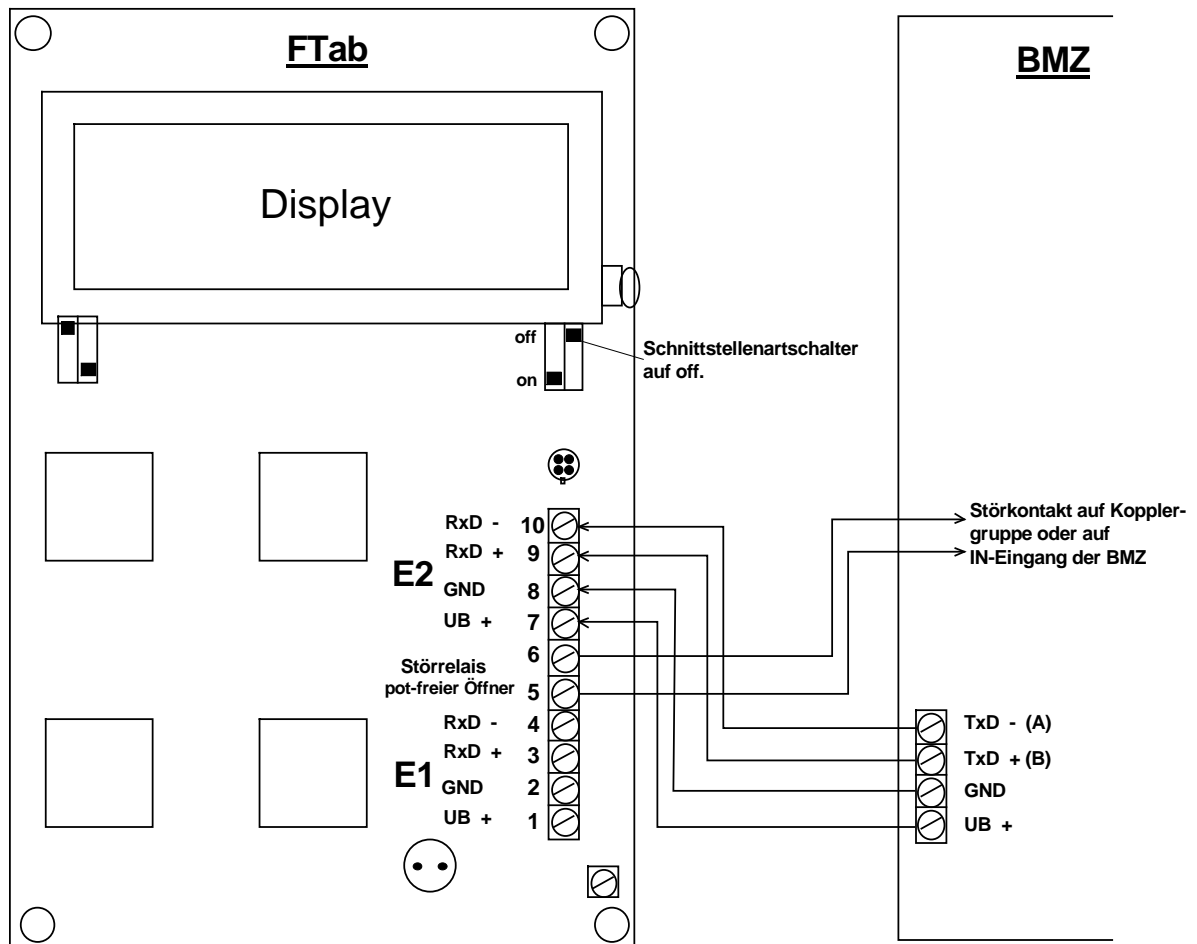 FTab
BMZ
Display
off
on
Schnittstellenartschalter
auf off.
Störkontakt auf Koppler-
gruppe oder auf
IN-Eingang der BMZ
E2
RxD - 10
RxD + 9
GND 8
UB + 7
6
Störrelais
pot-freier Öffner 5
E1
RxD - 4
RxD + 3
GND 2
UB + 1
TxD - (A)
TxD + (B)
GND
UB +